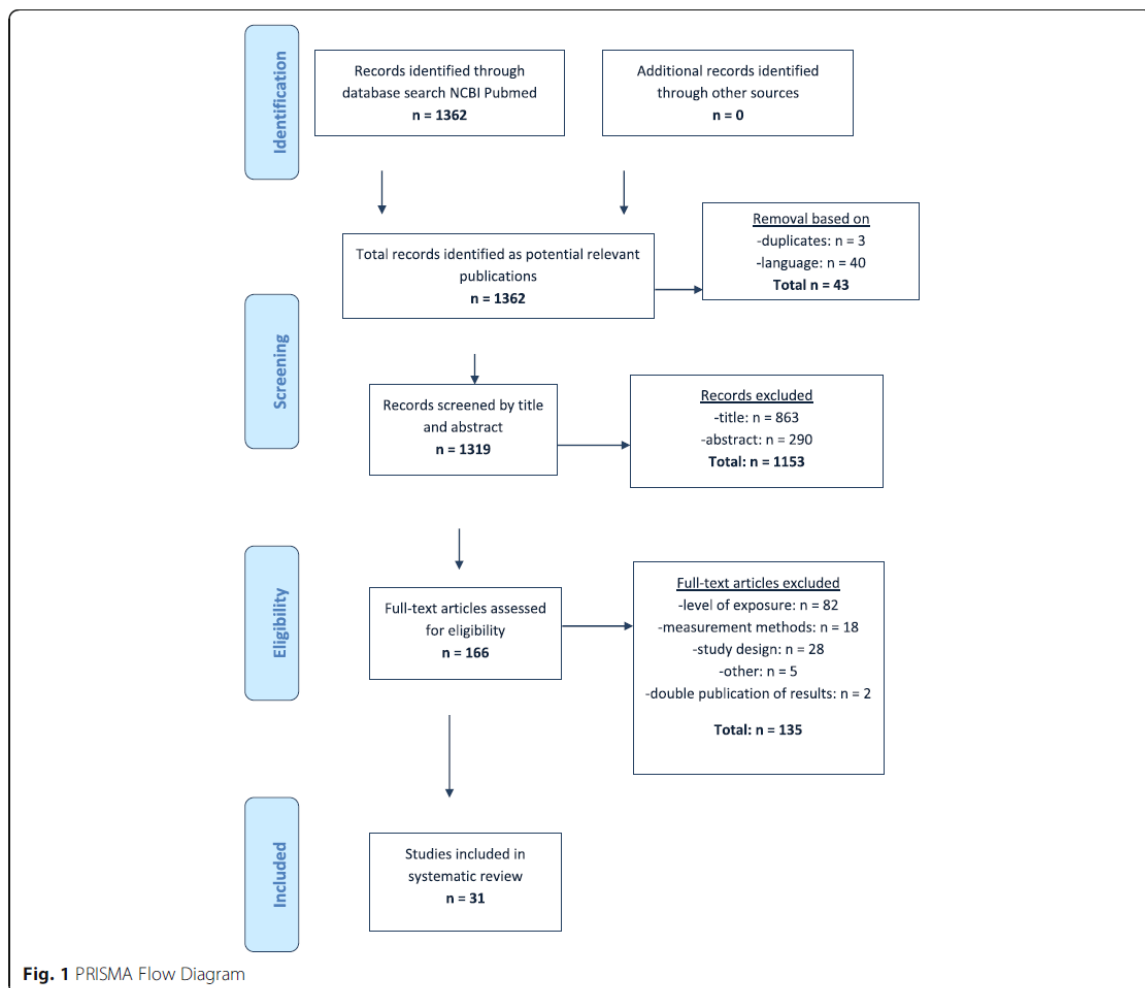 Identification
Records identified through
database search NCBI Pubmed
n = 1362
Additional records identified
through other sources
n = 0
Removal based on
-duplicates: n = 3
-language: n = 40
Total n = 43
Total records identified as potential relevant
publications
n = 1362
Screening
Records screened by title
and abstract
n = 1319
Records excluded
-title: n = 863
-abstract: n = 290
Total: n = 1153
Eligibility
Full-text articles assessed
for eligibility
n = 166
Full-text articles excluded
-level of exposure: n = 82
-measurement methods: n = 18
-study design: n = 28
-other: n = 5
-double publication of results: n = 2
Total: n = 135
Included
Studies included in
systematic review
n = 31
Fig. 1 PRISMA Flow Diagram